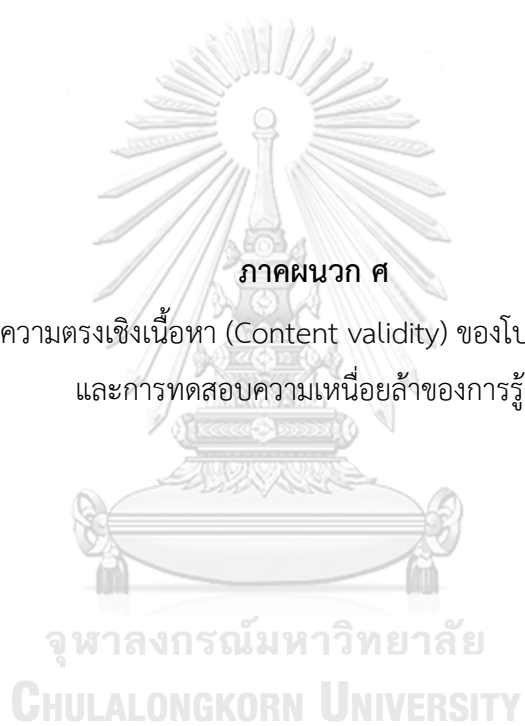 ภาคผนวก ศ
ความตรงเชิงเนื้อหา (Content validity) ของโป
และการทดสอบความเหนื่อยล้าของการรู้
จุฬาลงกรณ์มหาวิทยาลัย
CHULALONGKORN UNIVERSITY